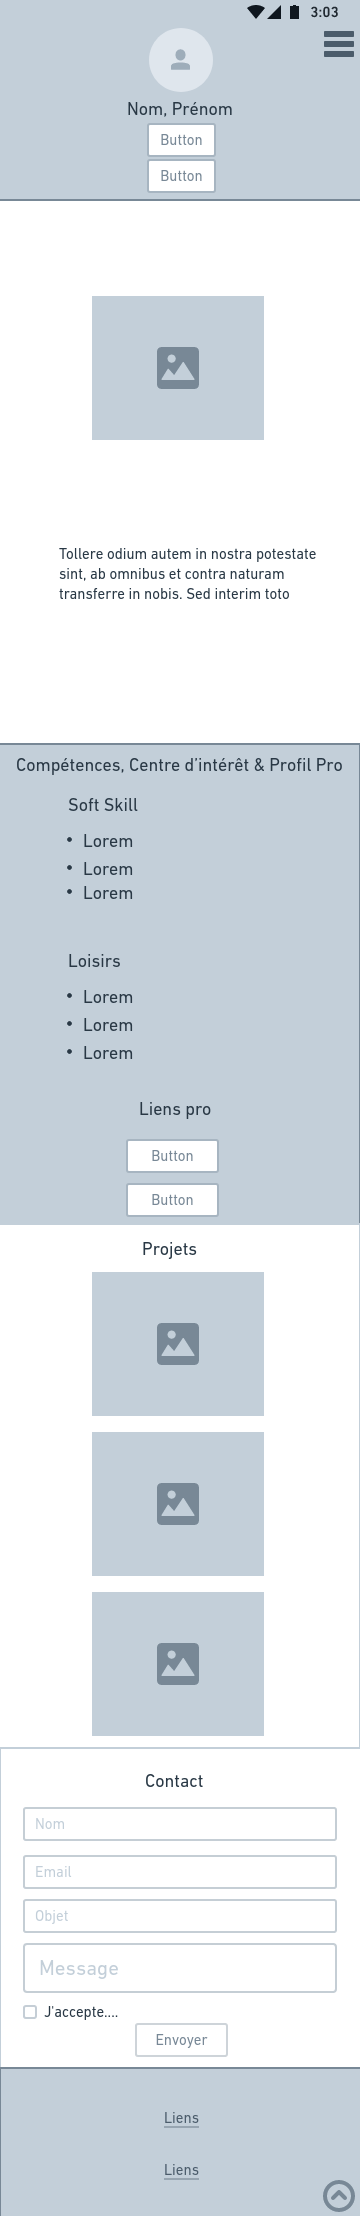 3:03
Nom, Prénom
Button
Button
Tollere odium autem in nostra potestate
sint, ab omnibus et contra naturam
transferre in nobis. Sed interim toto
Compétences, Centre d'intérêt & Profil Pro
Soft Skill
• Lorem
• Lorem
• Lorem
Loisirs
• Lorem
• Lorem
• Lorem
Liens pro
Button
Button
Projets
Contact
Nom
Email
Objet
Message
J'accepte....
Envoyer
Liens
Liens